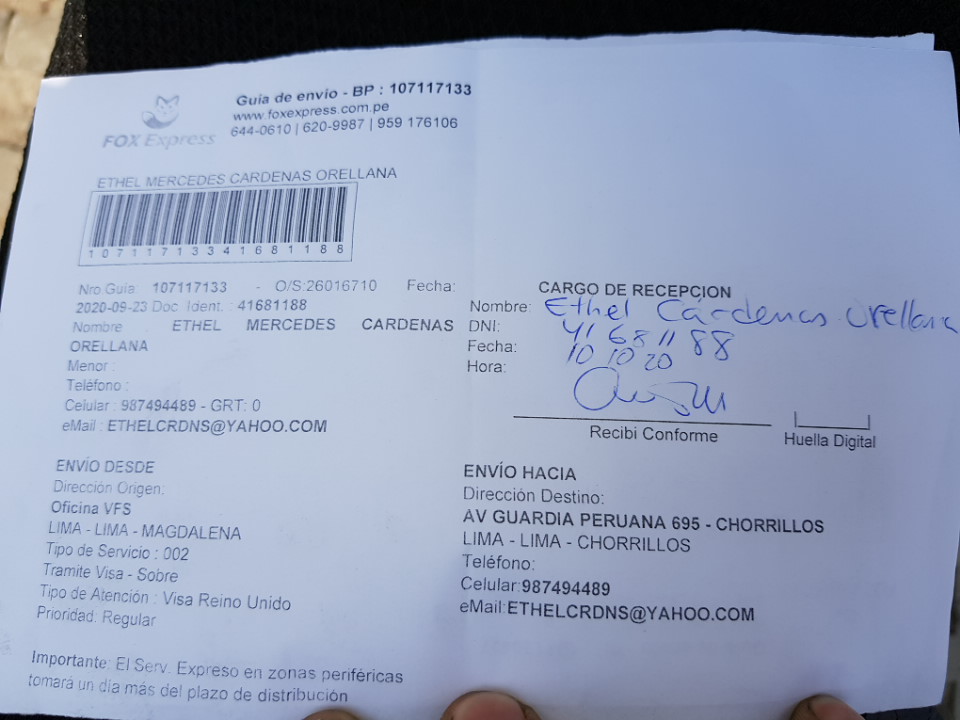 FOX Express
Guía de envío - BP : 107117133
www.foxexpress.com.pe
644-0610 | 620-9987 | 959 176106
ETHEL MERCEDES CARDENAS ORELLANA
10711713341681188
Nro Guia 107117133 - O/S:26016710 Fecha:
2020-09-23 Doc. Ident. : 41681188
Nombre ETHEL MERCEDES CARDENAS
ORELLANA
Menor :
Teléfono :
Celular : 987494489 - GRT: 0
eMail : ETHELCRDNS@YAHOO.COM
CARGO DE RECEPCION
Nombre: Ethel Cárdenas Orellana
DNI: 41681188
Fecha: 10 10 20
Hora:
Recibi Conforme
Huella Digital
ENVÍO DESDE
Dirección Origen:
Oficina VFS
LIMA - LIMA - MAGDALENA
Tipo de Servicio : 002
Tramite Visa - Sobre
Tipo de Atención : Visa Reino Unido
Prioridad: Regular
ENVÍO HACIA
Dirección Destino:
AV GUARDIA PERUANA 695 - CHORRILLOS
LIMA - LIMA - CHORRILLOS
Teléfono:
Celular:987494489
eMail:ETHELCRDNS@YAHOO.COM
Importante: El Serv. Expreso en zonas periféricas
tomará un día más del plazo de distribución